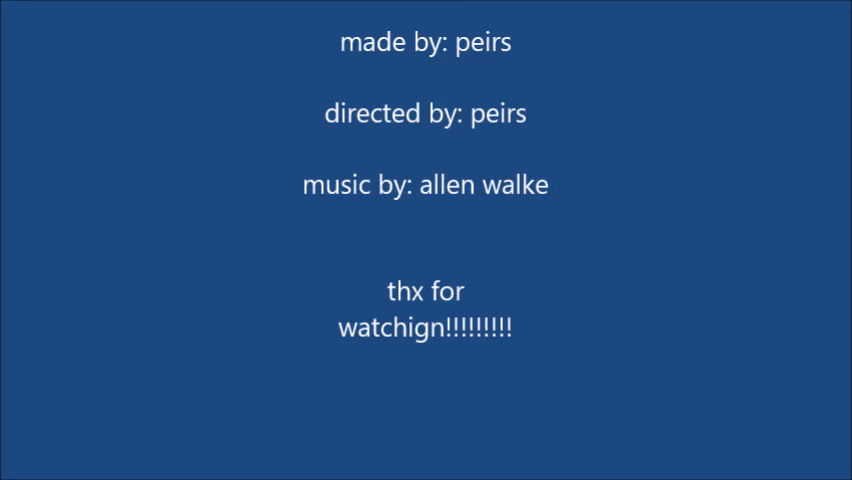 made by: peirs
directed by: peirs
music by: allen walke
thx for
watchign!!!!!!!!!